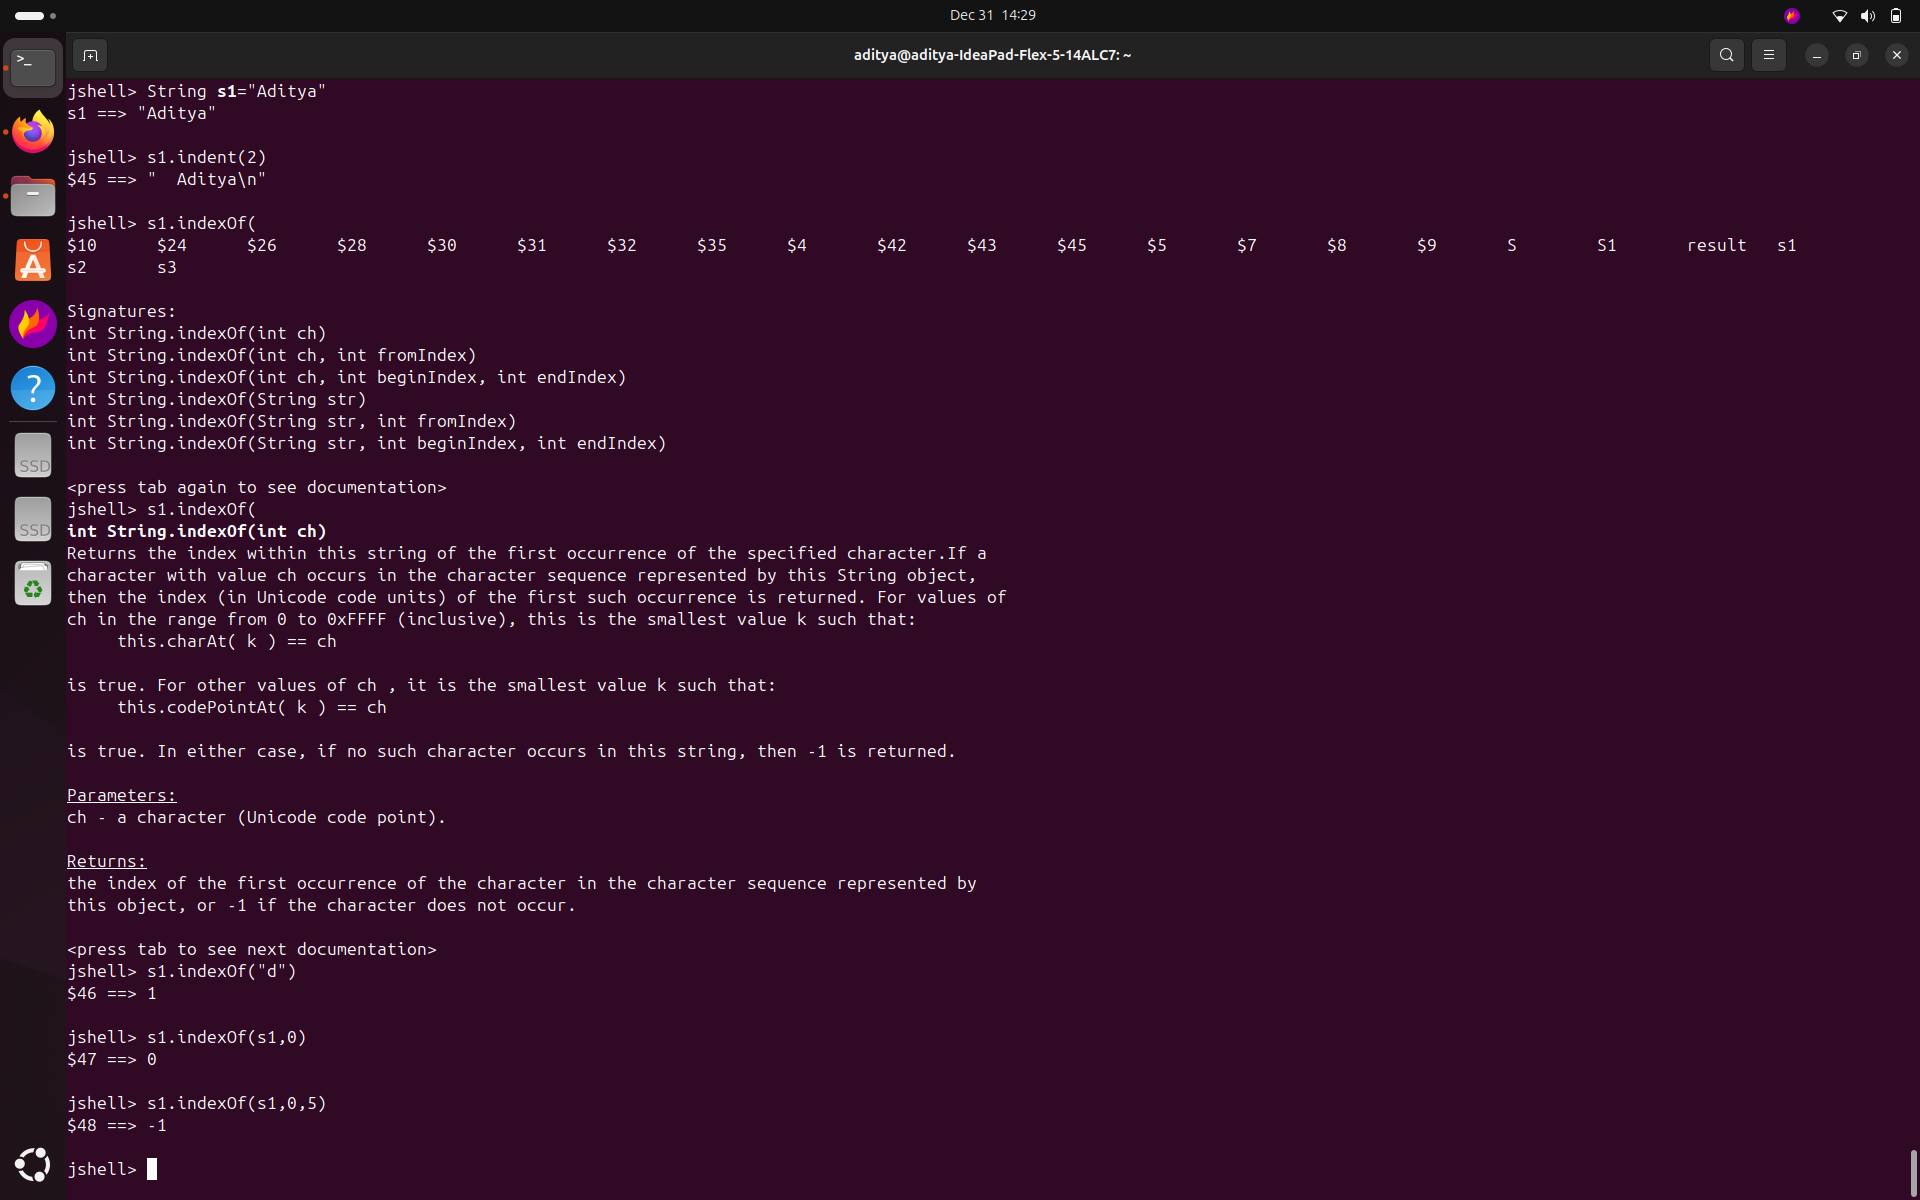 Dec 31 14:29
aditya@aditya-IdeaPad-Flex-5-14ALC7: ~
jshell> String s1="Aditya"
s1 ==> "Aditya"
jshell> s1.indent(2)
$45 ==> "  Aditya\n"
jshell> s1.indexOf(
$10 $24 $26 $28 $30 $31 $32 $35 $4 $42 $43 $45 $5 $7 $8 $9 S S1 result s1
s2 s3
Signatures:
int String.indexOf(int ch)
int String.indexOf(int ch, int fromIndex)
int String.indexOf(int ch, int beginIndex, int endIndex)
int String.indexOf(String str)
int String.indexOf(String str, int fromIndex)
int String.indexOf(String str, int beginIndex, int endIndex)
<press tab again to see documentation>
jshell> s1.indexOf(
int String.indexOf(int ch)
Returns the index within this string of the first occurrence of the specified character.If a
character with value ch occurs in the character sequence represented by this String object,
then the index (in Unicode code units) of the first such occurrence is returned. For values of
ch in the range from 0 to 0xFFFF (inclusive), this is the smallest value k such that:
this.charAt( k ) == ch
is true. For other values of ch , it is the smallest value k such that:
this.codePointAt( k ) == ch
is true. In either case, if no such character occurs in this string, then -1 is returned.
Parameters:
ch - a character (Unicode code point).
Returns:
the index of the first occurrence of the character in the character sequence represented by
this object, or -1 if the character does not occur.
<press tab to see next documentation>
jshell> s1.indexOf("d")
$46 ==> 1
jshell> s1.indexOf(s1,0)
$47 ==> 0
jshell> s1.indexOf(s1,0,5)
$48 ==> -1
jshell>
SSD
SSD